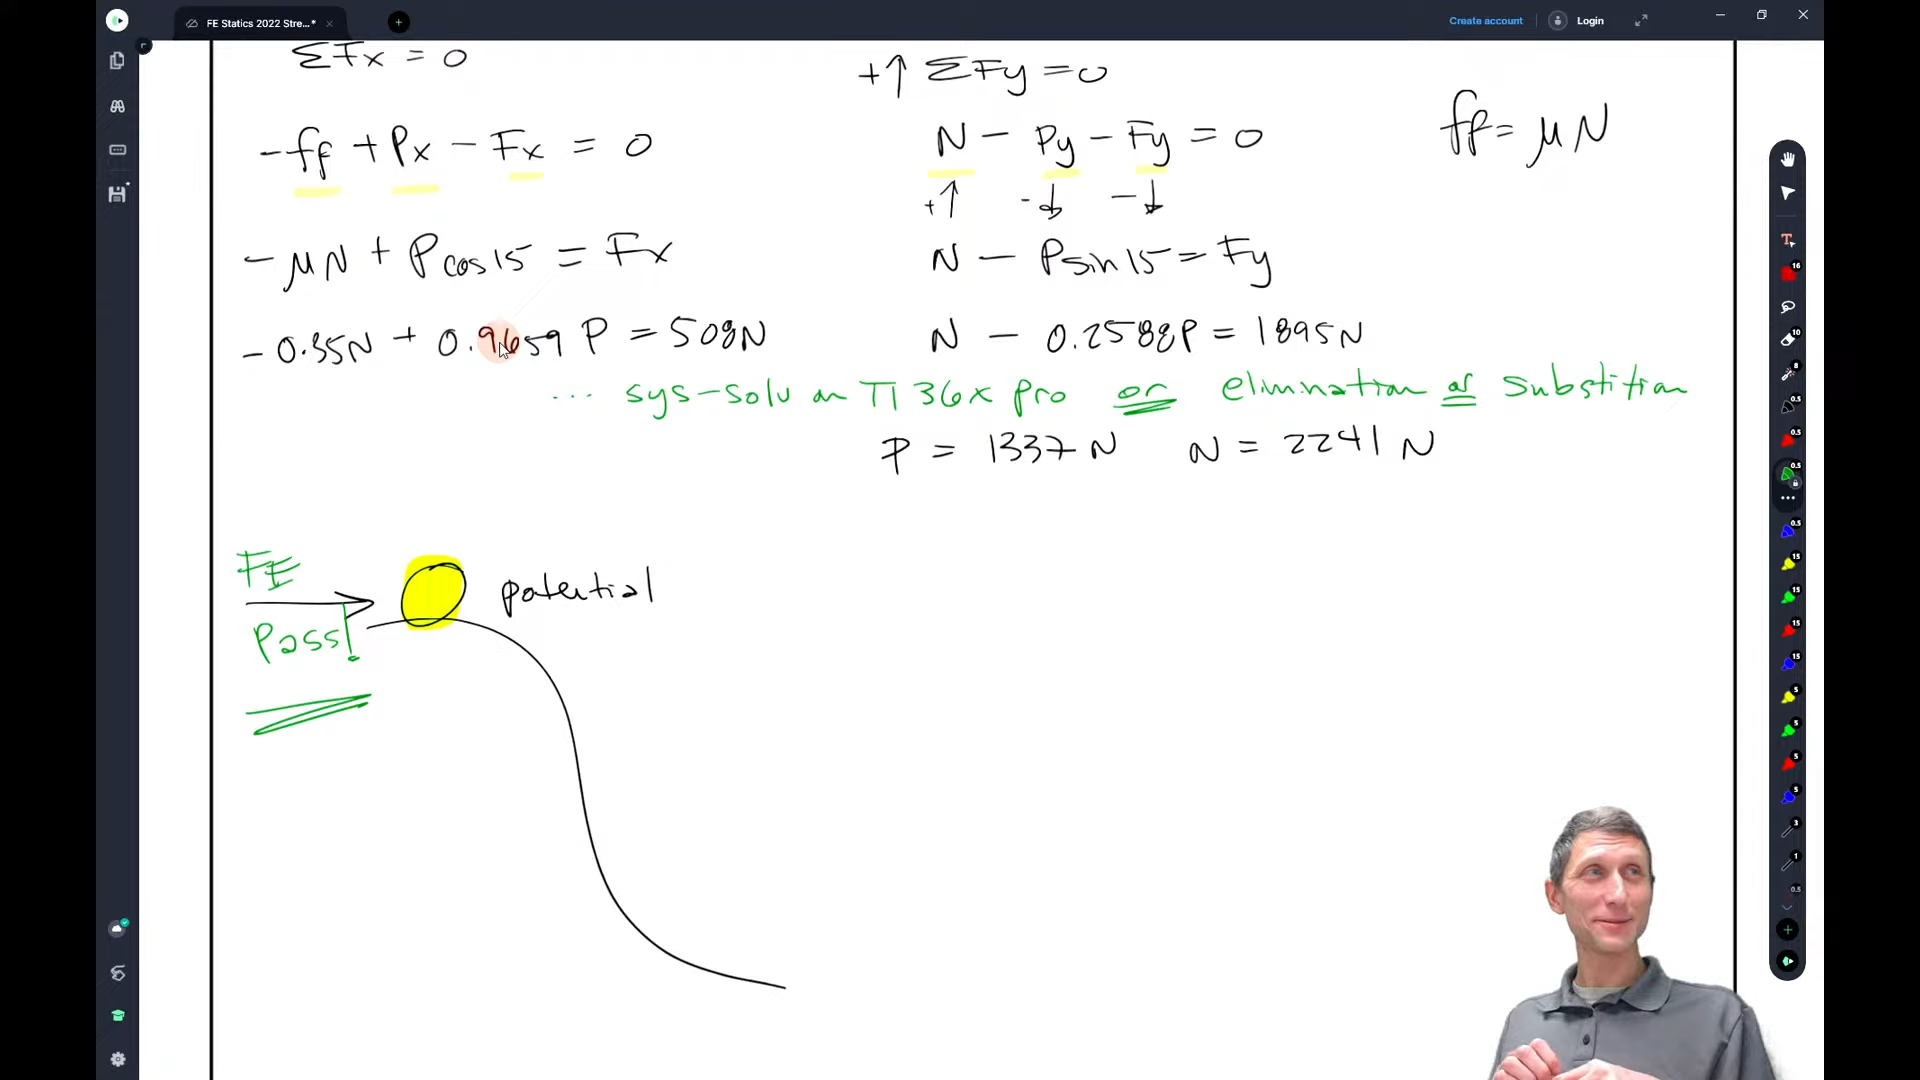 FE Statics 2022 Stre...*
Create account
Login
ΣFx = 0
+↑ ΣFy = 0
-ff + Px - Fx = 0
N - Py - Fy = 0
ff = μN
+↑ -↓ -↓
-μN + Pcos15 = Fx
N - Psin15 = Fy
-0.35N + 0.9659 P = 508N
N - 0.2588P = 1895N
... sys-solv on TI 36x pro or elimination or substitition
P = 1337 N N = 2241 N
FE
potential
Pass!